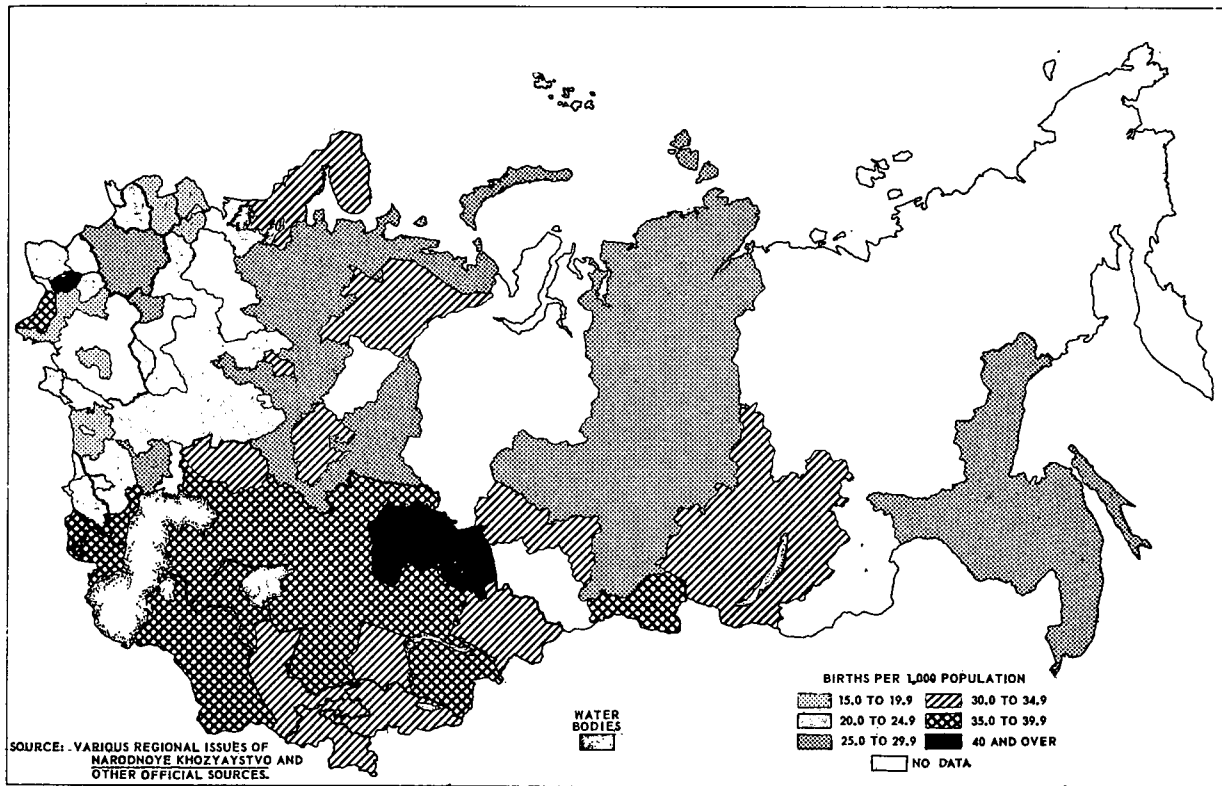 BIRTHS PER 1,000 POPULATION
15.0 TO 19.9
30.0 TO 34.9
20.0 TO 24.9
35.0 TO 39.9
25.0 TO 29.9
40 AND OVER
NO DATA
WATER
BODIES
SOURCE: VARIOUS REGIONAL ISSUES OF
NARODNOYE KHOZYAYSTVO AND
OTHER OFFICIAL SOURCES.